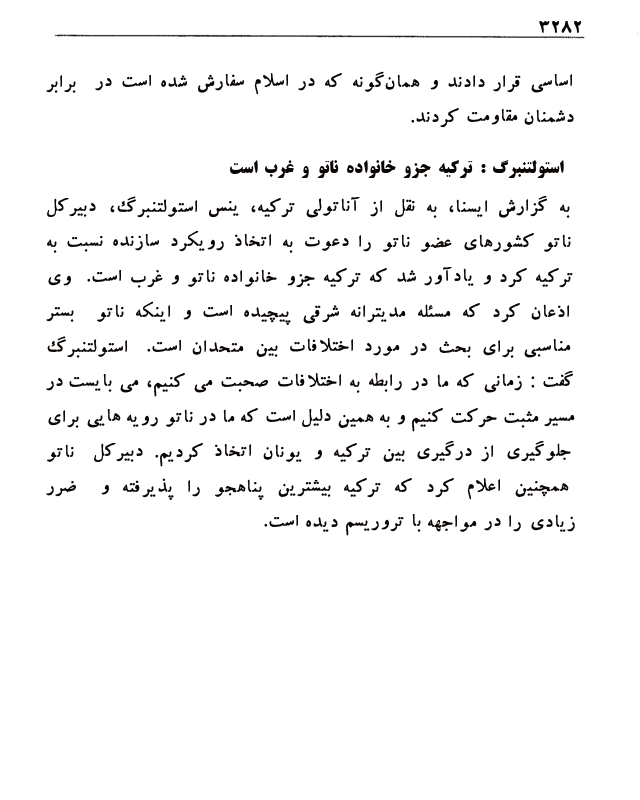 ۳۲۸۲
اساسی قرار دادند و همان‌گونه که در اسلام سفارش شده است در برابر
دشمنان مقاومت کردند.
استولتنبرگ : ترکیه جزو خانواده ناتو و غرب است
به گزارش ایسنا، به نقل از آناتولی ترکیه، ینس استولتنبرگ، دبیرکل
ناتو کشورهای عضو ناتو را دعوت به اتخاذ رویکرد سازنده نسبت به
ترکیه کرد و یادآور شد که ترکیه جزو خانواده ناتو و غرب است. وی
اذعان کرد که مسئله مدیترانه شرقی پیچیده است و اینکه ناتو بستر
مناسبی برای بحث در مورد اختلافات بین متحدان است. استولتنبرگ
گفت : زمانی که ما در رابطه به اختلافات صحبت می کنیم، می بایست در
مسیر مثبت حرکت کنیم و به همین دلیل است که ما در ناتو رویه هایی برای
جلوگیری از درگیری بین ترکیه و یونان اتخاذ کردیم. دبیرکل ناتو
همچنین اعلام کرد که ترکیه بیشترین پناهجو را پذیرفته و ضرر
زیادی را در مواجهه با تروریسم دیده است.